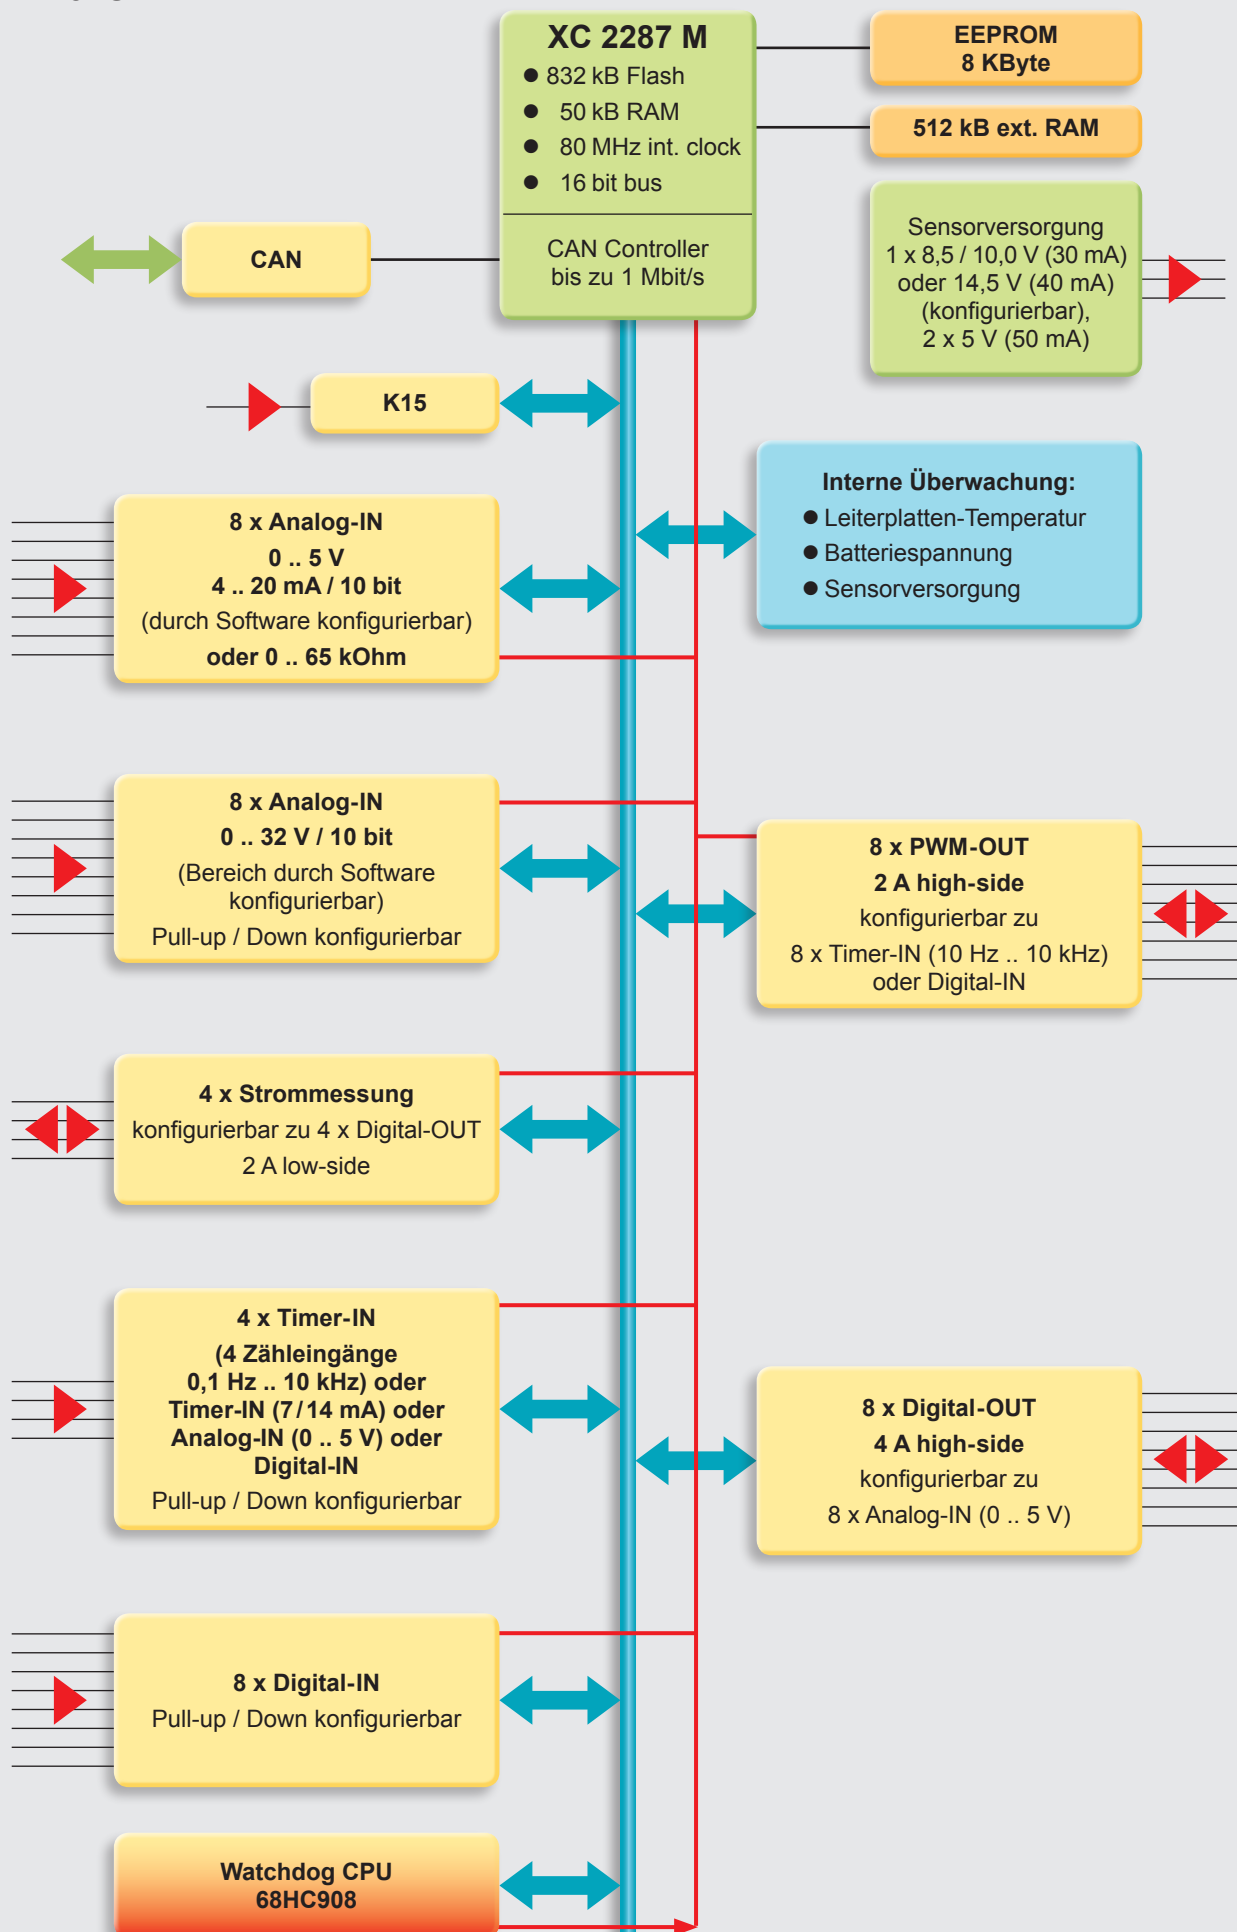 XC 2287 M
● 832 kB Flash
● 50 kB RAM
● 80 MHz int. clock
● 16 bit bus
CAN Controller
bis zu 1 Mbit/s
EEPROM
8 KByte
512 kB ext. RAM
Sensorversorgung
1 x 8,5 / 10,0 V (30 mA)
oder 14,5 V (40 mA)
(konfigurierbar),
2 x 5 V (50 mA)
CAN
K15
Interne Überwachung:
● Leiterplatten-Temperatur
● Batteriespannung
● Sensorversorgung
8 x Analog-IN
0 .. 5 V
4 .. 20 mA / 10 bit
(durch Software konfigurierbar)
oder 0 .. 65 kOhm
8 x Analog-IN
0 .. 32 V / 10 bit
(Bereich durch Software
konfigurierbar)
Pull-up / Down konfigurierbar
8 x PWM-OUT
2 A high-side
konfigurierbar zu
8 x Timer-IN (10 Hz .. 10 kHz)
oder Digital-IN
4 x Strommessung
konfigurierbar zu 4 x Digital-OUT
2 A low-side
4 x Timer-IN
(4 Zähleingänge
0,1 Hz .. 10 kHz) oder
Timer-IN (7/14 mA) oder
Analog-IN (0 .. 5 V) oder
Digital-IN
Pull-up / Down konfigurierbar
8 x Digital-OUT
4 A high-side
konfigurierbar zu
8 x Analog-IN (0 .. 5 V)
8 x Digital-IN
Pull-up / Down konfigurierbar
Watchdog CPU
68HC908